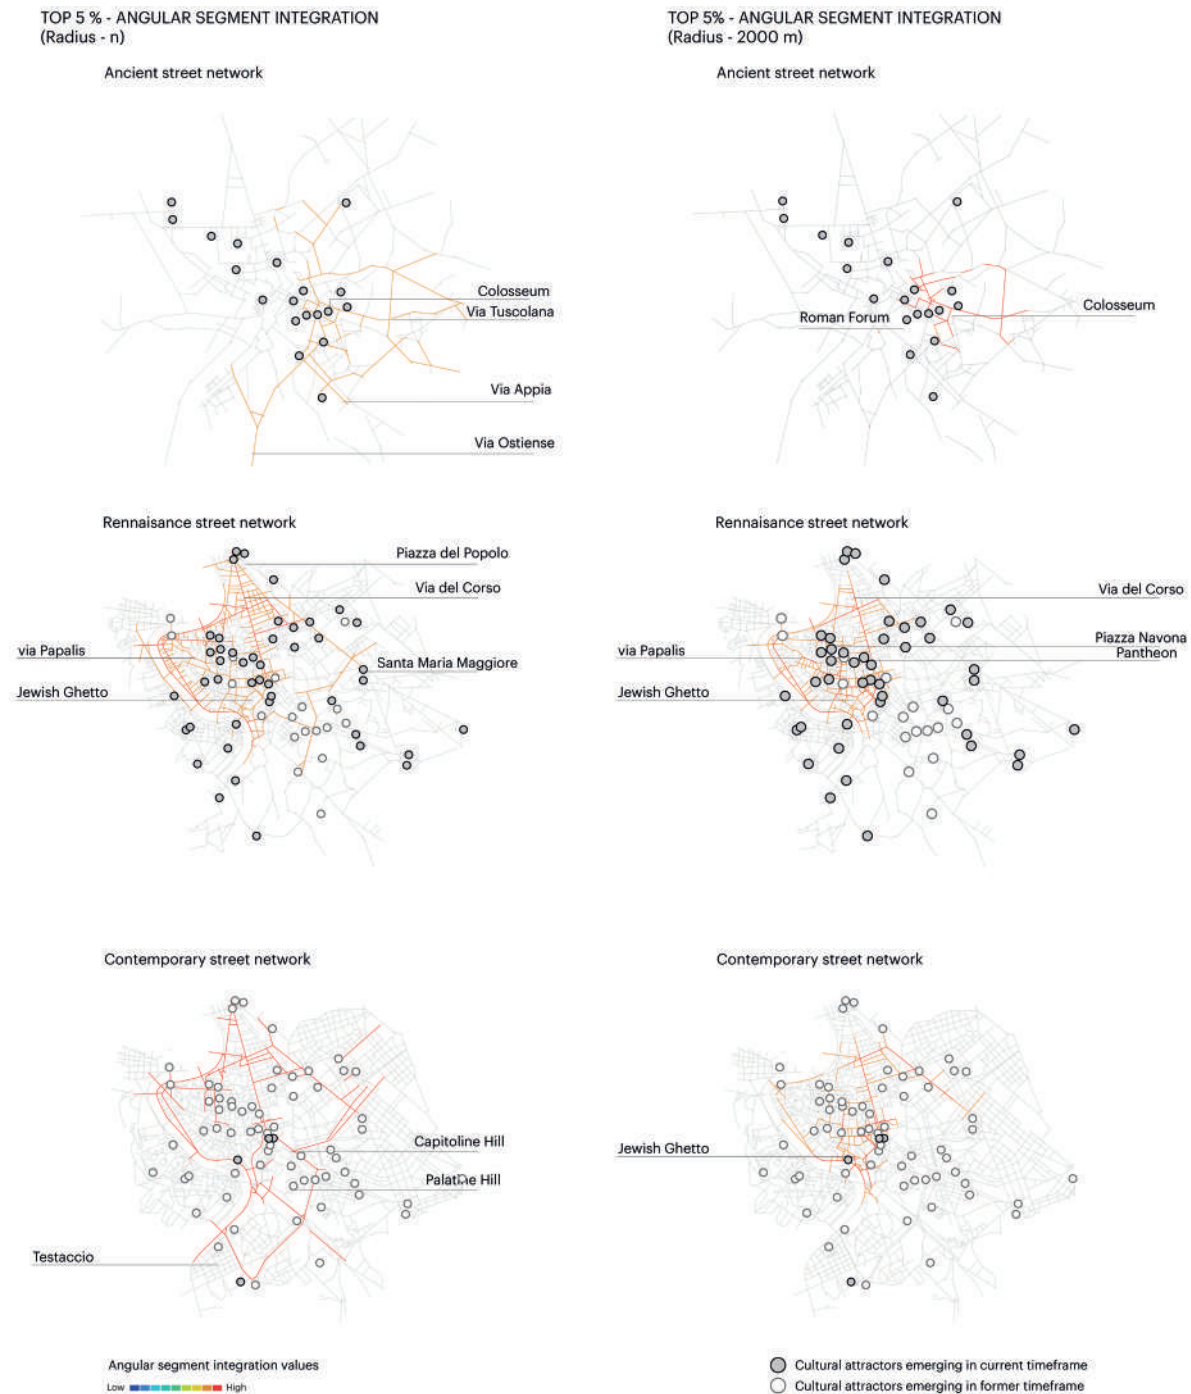 TOP 5 % - ANGULAR SEGMENT INTEGRATION
(Radius - n)
Ancient street network
Colosseum
Via Tuscolana
Via Appia
Via Ostiense
TOP 5% - ANGULAR SEGMENT INTEGRATION
(Radius - 2000 m)
Ancient street network
Roman Forum
Colosseum
Rennaisance street network
Piazza del Popolo
Via del Corso
via Papalis
Santa Maria Maggiore
Jewish Ghetto
Rennaisance street network
Via del Corso
Piazza Navona
via Papalis
Pantheon
Jewish Ghetto
Contemporary street network
Capitoline Hill
Palatine Hill
Testaccio
Contemporary street network
Jewish Ghetto
Angular segment integration values
Low High
Cultural attractors emerging in current timeframe
Cultural attractors emerging in former timeframe